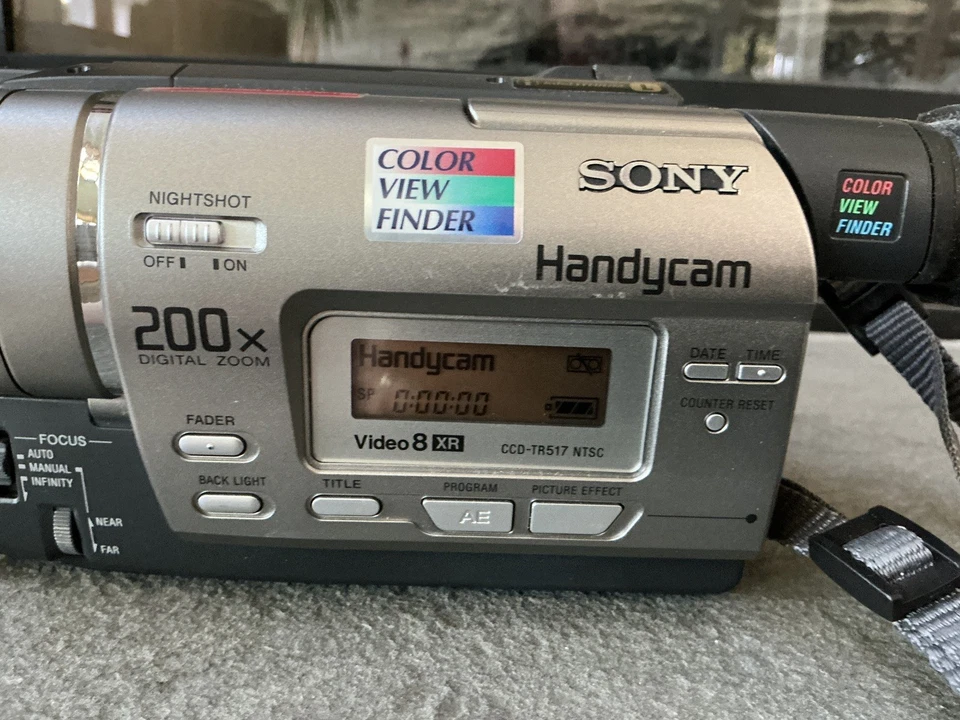 COLOR
VIEW
FINDER
SONY
Handycam
COLOR
VIEW
FINDER
NIGHTSHOT
OFF ON
200x
DIGITAL ZOOM
Handycam
SP 0:00:00
Video 8 XR
CCD-TR517 NTSC
DATE TIME
COUNTER RESET
FADER
BACK LIGHT
TITLE
PROGRAM
AE
PICTURE EFFECT
FOCUS
AUTO
MANUAL
INFINITY
NEAR
FAR